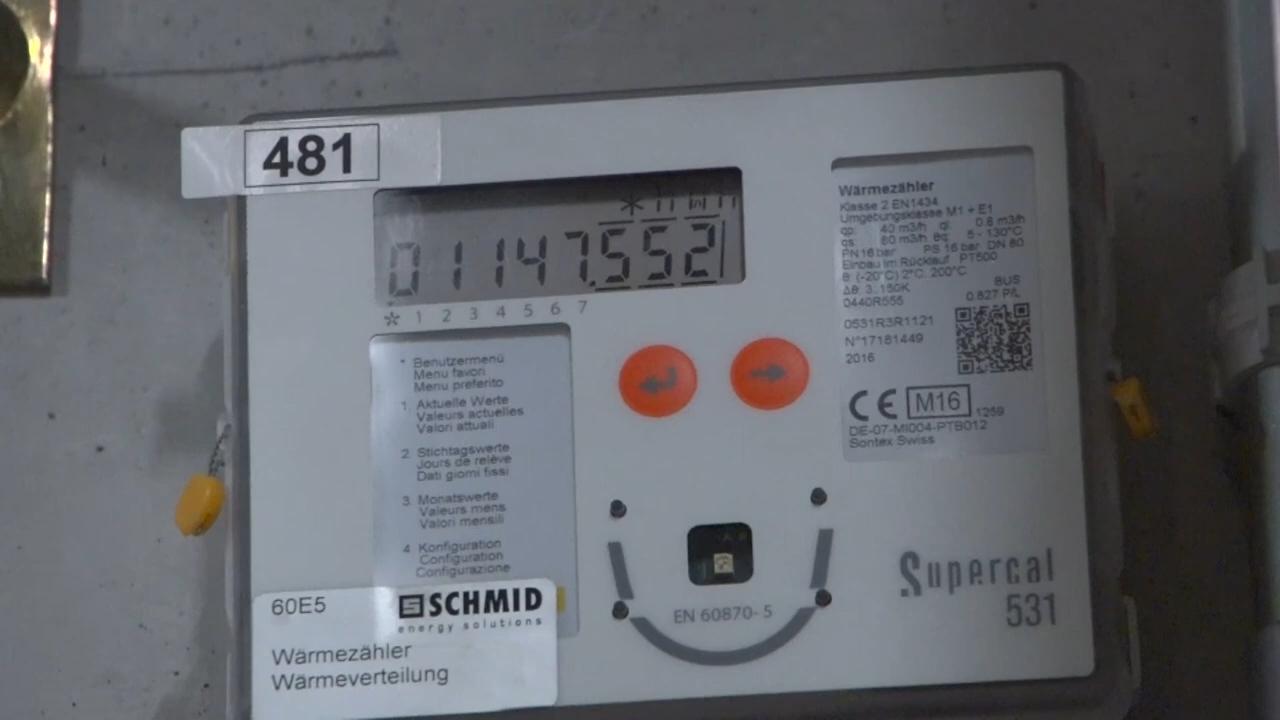 481
* MWh
01147.552
* 1 2 3 4 5 6 7
* Benutzermenü
Menu favori
Menu preferito
1. Aktuelle Werte
Valeurs actuelles
Valori attuali
2 Stichtagswerte
Jours de relève
Dati giorni fissi
3 Monatswerte
Valeurs mens
Valori mensili
4 Konfiguration
Configuration
Configurazione
60E5 SCHMID
energy solutions
Wärmezähler
Wärmeverteilung
EN 60870-5
Wärmezähler
Klasse 2 EN1434
Umgebungsklasse M1 + E1
qp: 40 m3/h qi: 0.8 m3/h
qs: 80 m3/h θq: 5 - 130°C
PN 16 bar PS 16 bar DN 80
Einbau im Rücklauf PT500
θ: (-20°C) 2°C..200°C
Δθ: 3..150K BUS
0440R555 0.827 P/L
0531R3R1121
N°17181449
2016
CE M16 1259
DE-07-MI004-PTB012
Sontex Swiss
Supercal
531